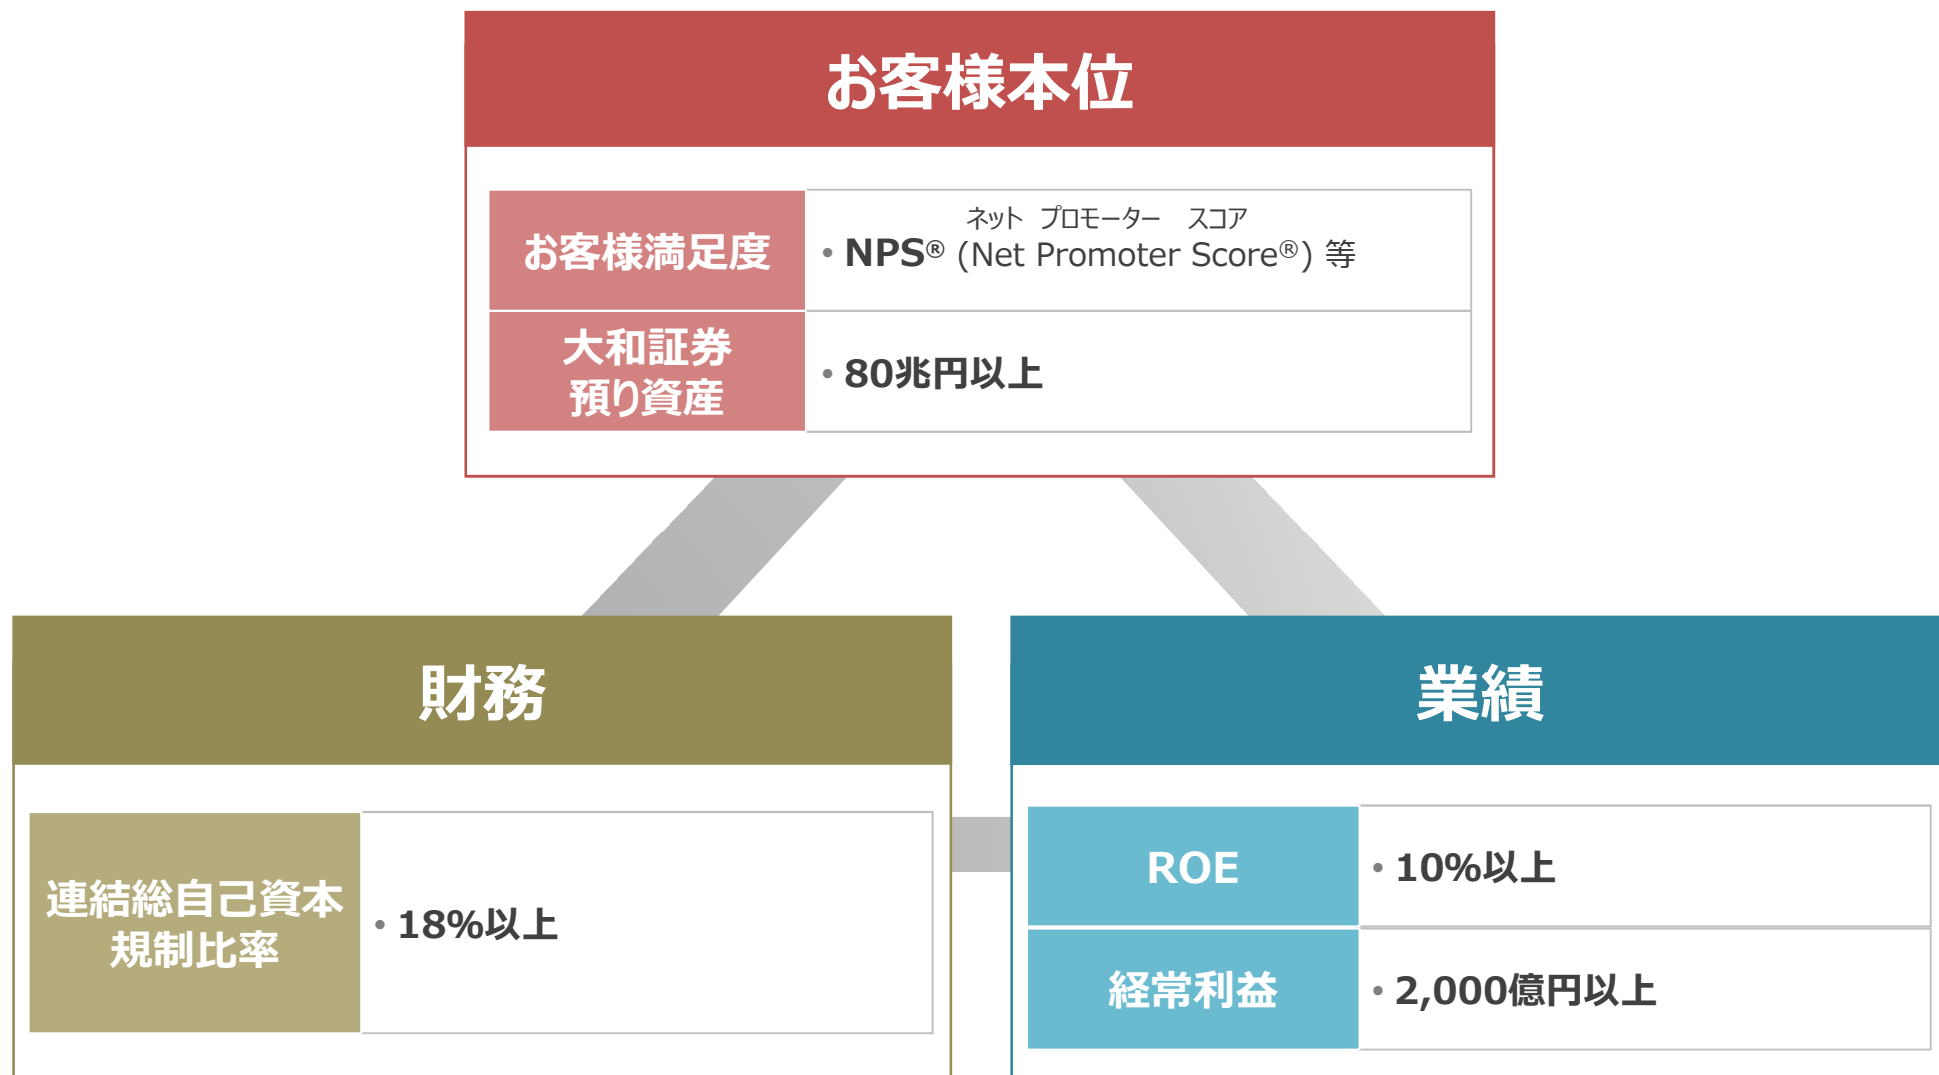 お客様本位
お客様満足度
ネット プロモーター スコア
・NPS® (Net Promoter Score®) 等
大和証券
預り資産
・80兆円以上
財務
連結総自己資本
規制比率
・18%以上
業績
ROE
・10%以上
経常利益
・2,000億円以上